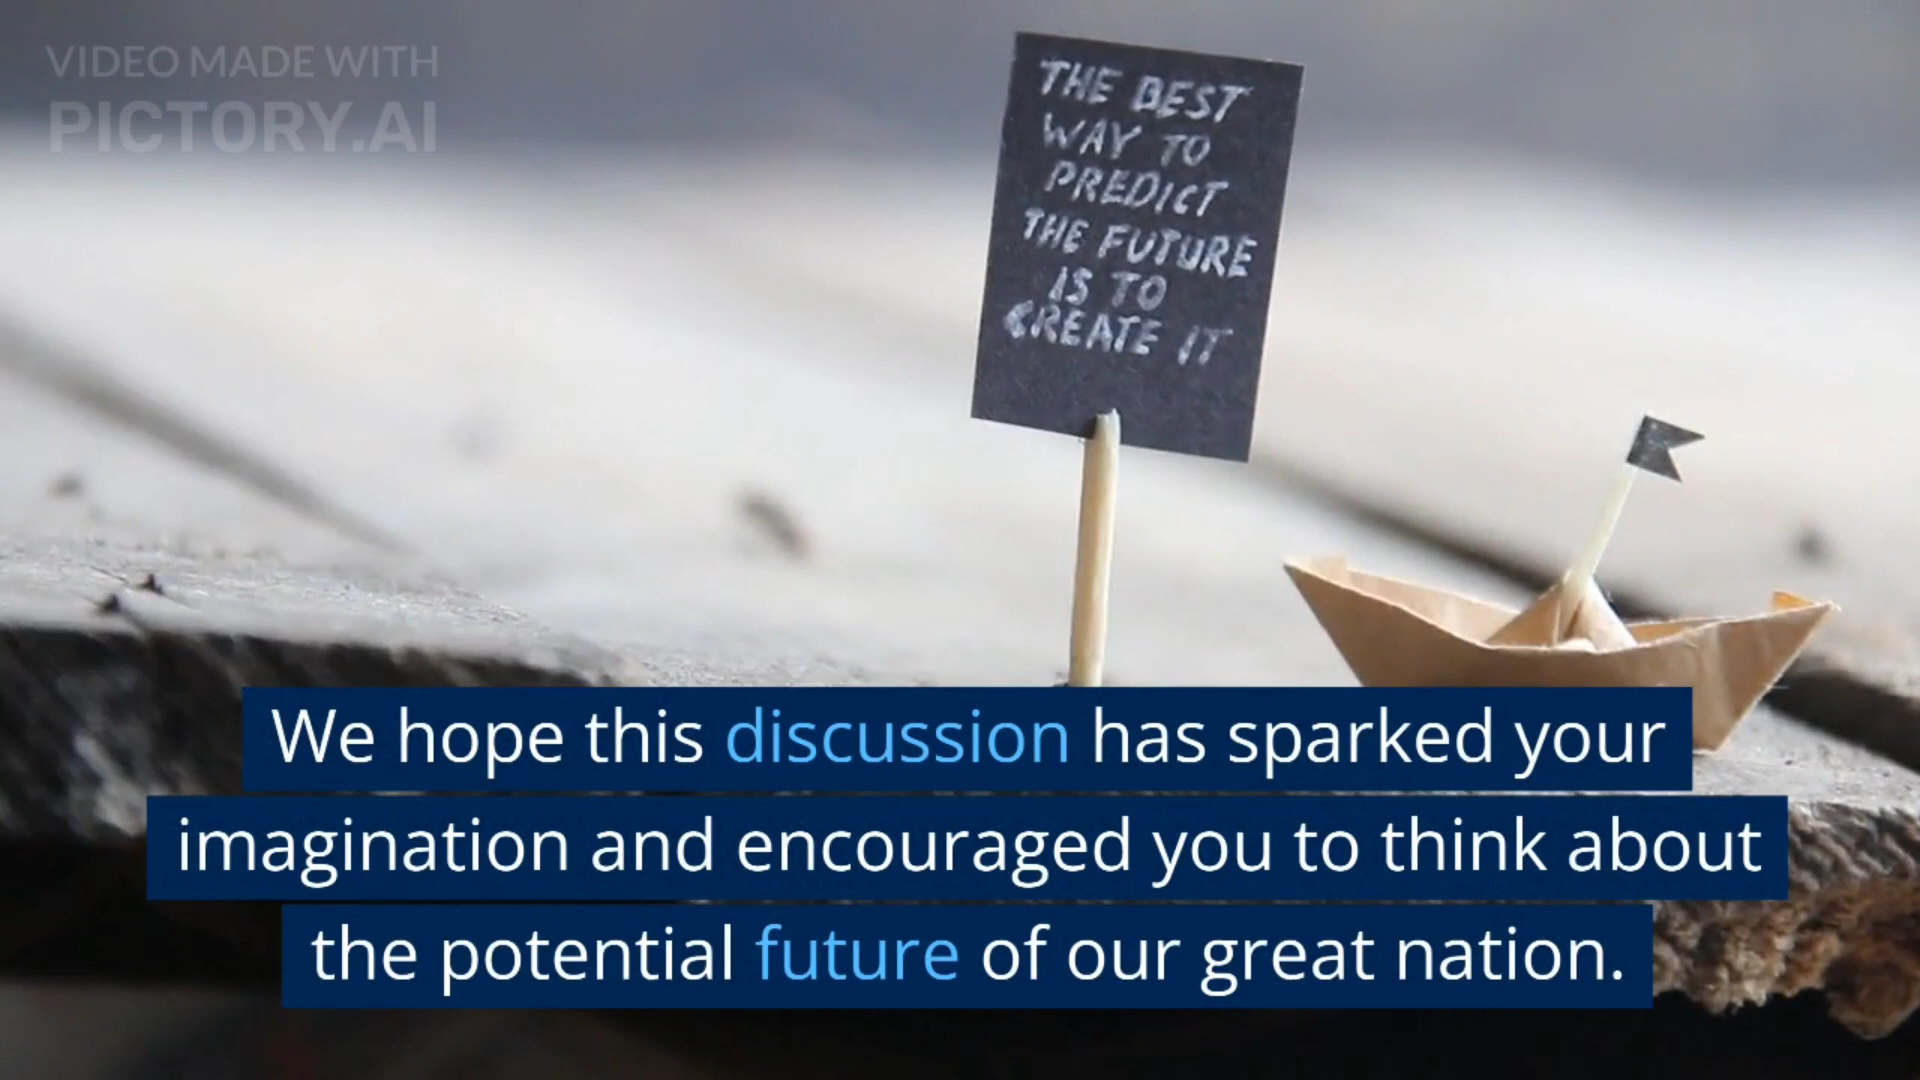 VIDEO MADE WITH
PICTORY.AI
THE BEST
WAY TO
PREDICT
THE FUTURE
IS TO
CREATE IT
We hope this discussion has sparked your
imagination and encouraged you to think about
the potential future of our great nation.